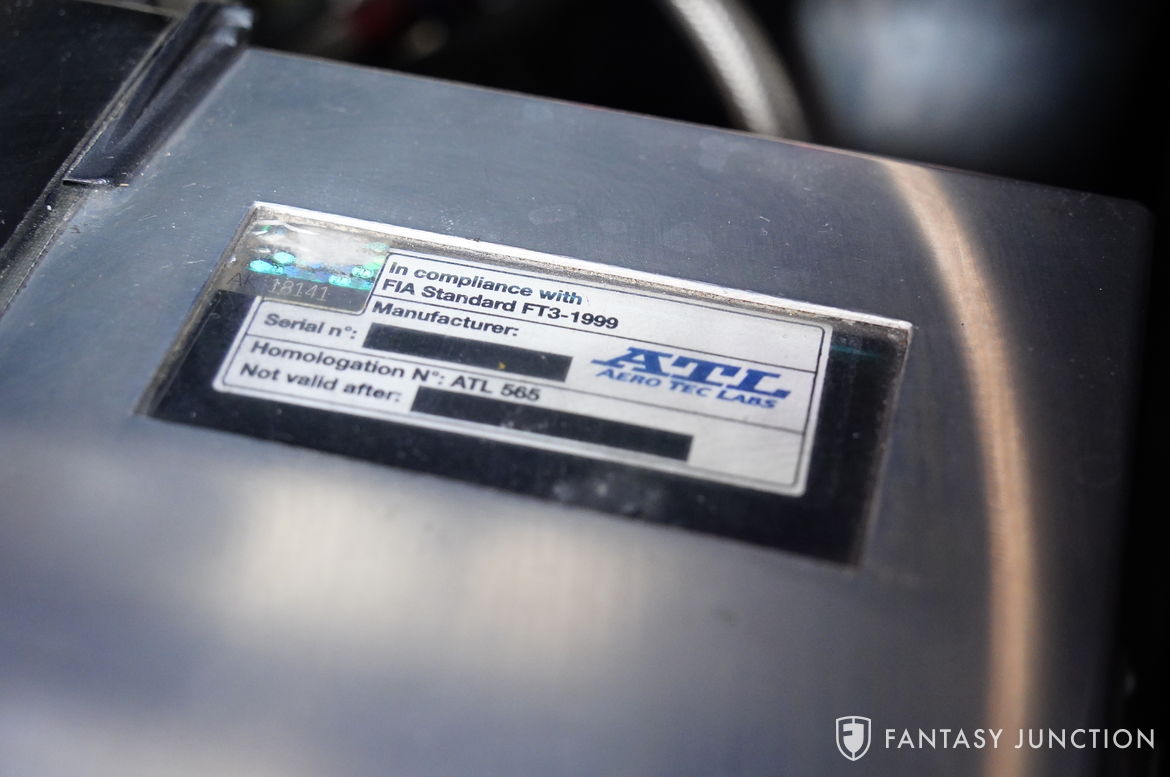 18141
In compliance with
FIA Standard FT3-1999
Manufacturer:
Serial n°:
ATL
AERO TEC LABS
Homologation N°: ATL 565
Not valid after:
FANTASY JUNCTION